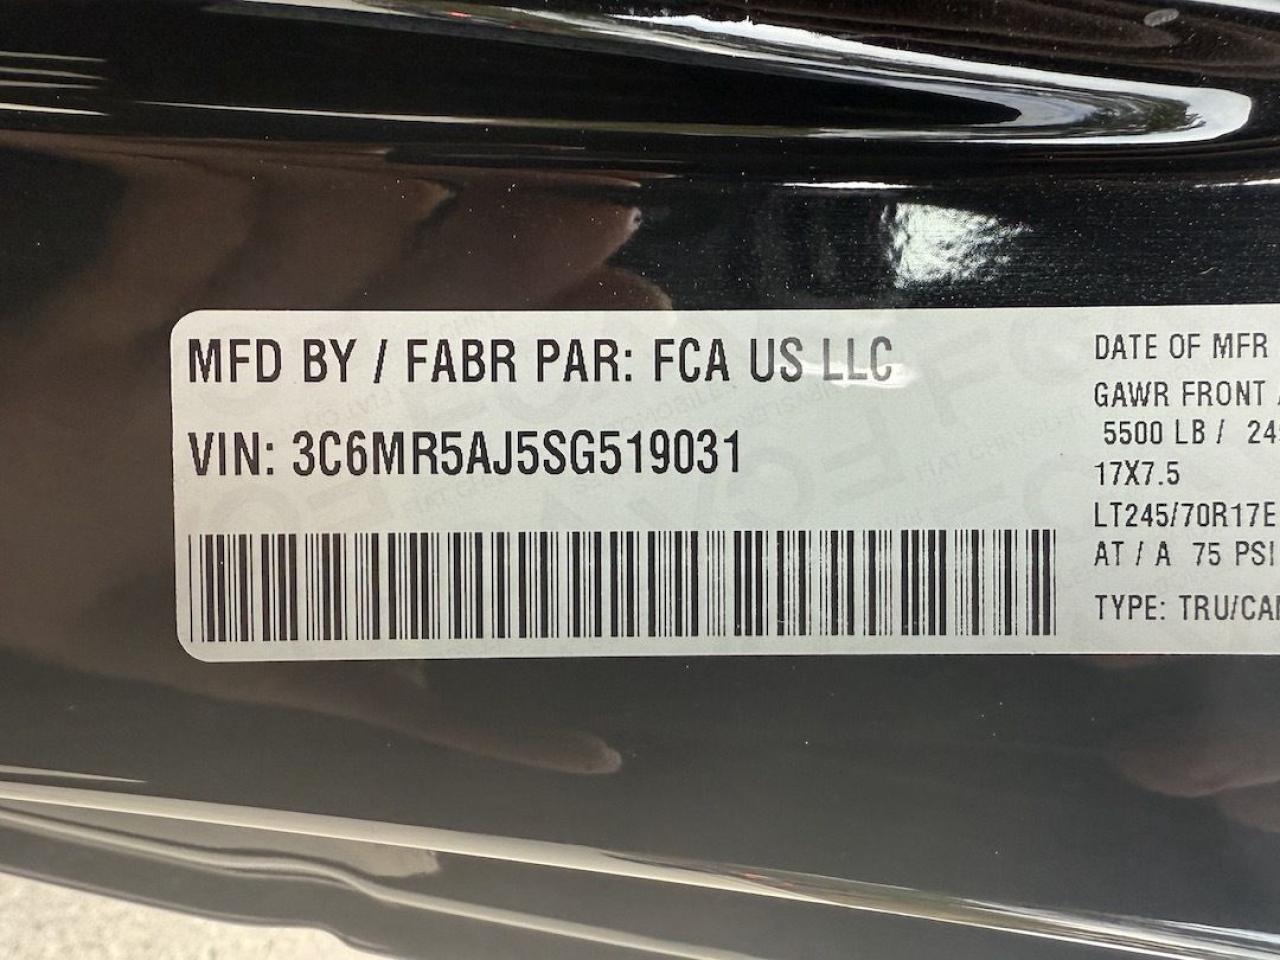 MFD BY / FABR PAR: FCA US LLC
VIN: 3C6MR5AJ5SG519031
DATE OF MFR
GAWR FRONT /
5500 LB / 24
17X7.5
LT245/70R17E
AT / A 75 PSI
TYPE: TRU/CA